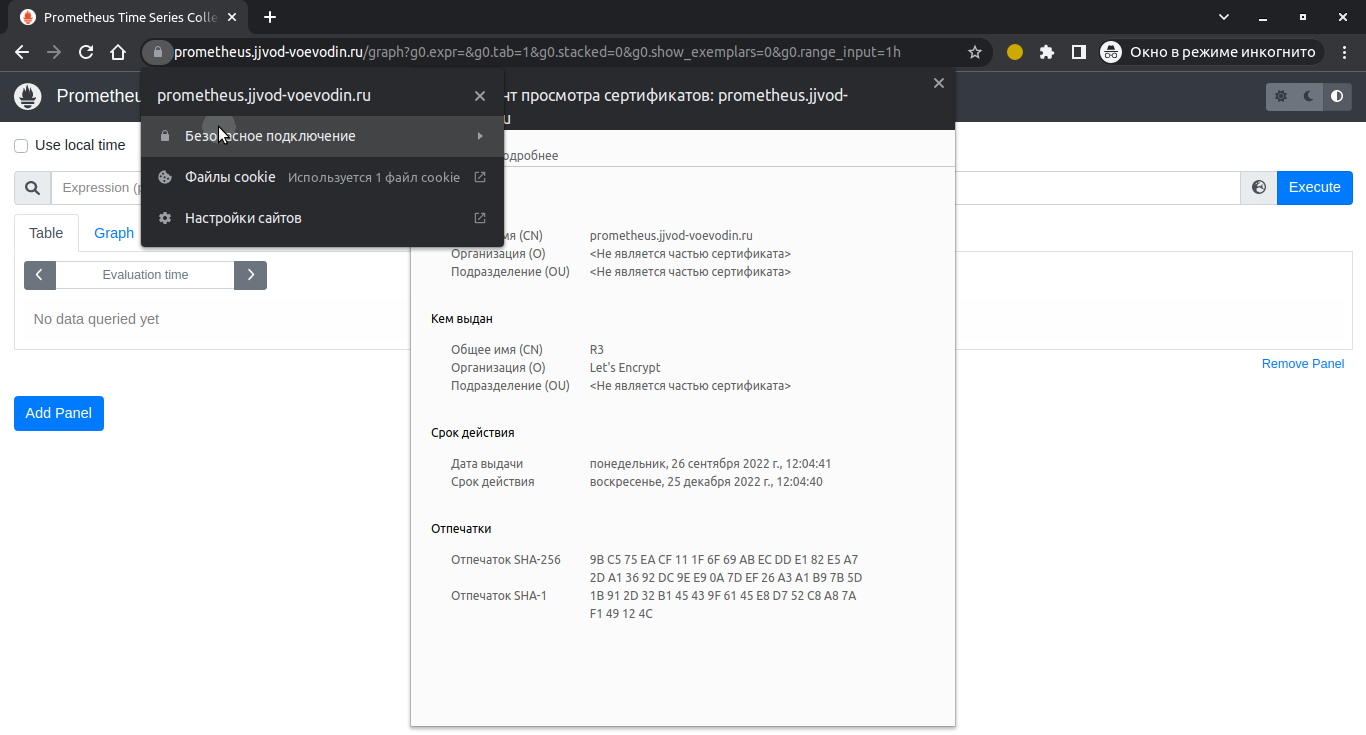 Prometheus Time Series Colle
prometheus.jjvod-voevodin.ru/graph?g0.expr=&g0.tab=1&g0.stacked=0&g0.show_exemplars=0&g0.range_input=1h
Окно в режиме инкогнито
Prometheu
prometheus.jjvod-voevodin.ru
нт просмотра сертификатов: prometheus.jjvod-
u
Безопасное подключение
Файлы cookie Используется 1 файл cookie
Настройки сайтов
Use local time
одробнее
Expression (p
Execute
Table
Graph
Evaluation time
No data queried yet
Remove Panel
Add Panel
мя (CN) prometheus.jjvod-voevodin.ru
Организация (O) <Не является частью сертификата>
Подразделение (OU) <Не является частью сертификата>
Кем выдан
Общее имя (CN) R3
Организация (O) Let's Encrypt
Подразделение (OU) <Не является частью сертификата>
Срок действия
Дата выдачи понедельник, 26 сентября 2022 г., 12:04:41
Срок действия воскресенье, 25 декабря 2022 г., 12:04:40
Отпечатки
Отпечаток SHA-256 9B C5 75 EA CF 11 1F 6F 69 AB EC DD E1 82 E5 A7
2D A1 36 92 DC 9E E9 0A 7D EF 26 A3 A1 B9 7B 5D
Отпечаток SHA-1 1B 91 2D 32 B1 45 43 9F 61 45 E8 D7 52 C8 A8 7A
F1 49 12 4C